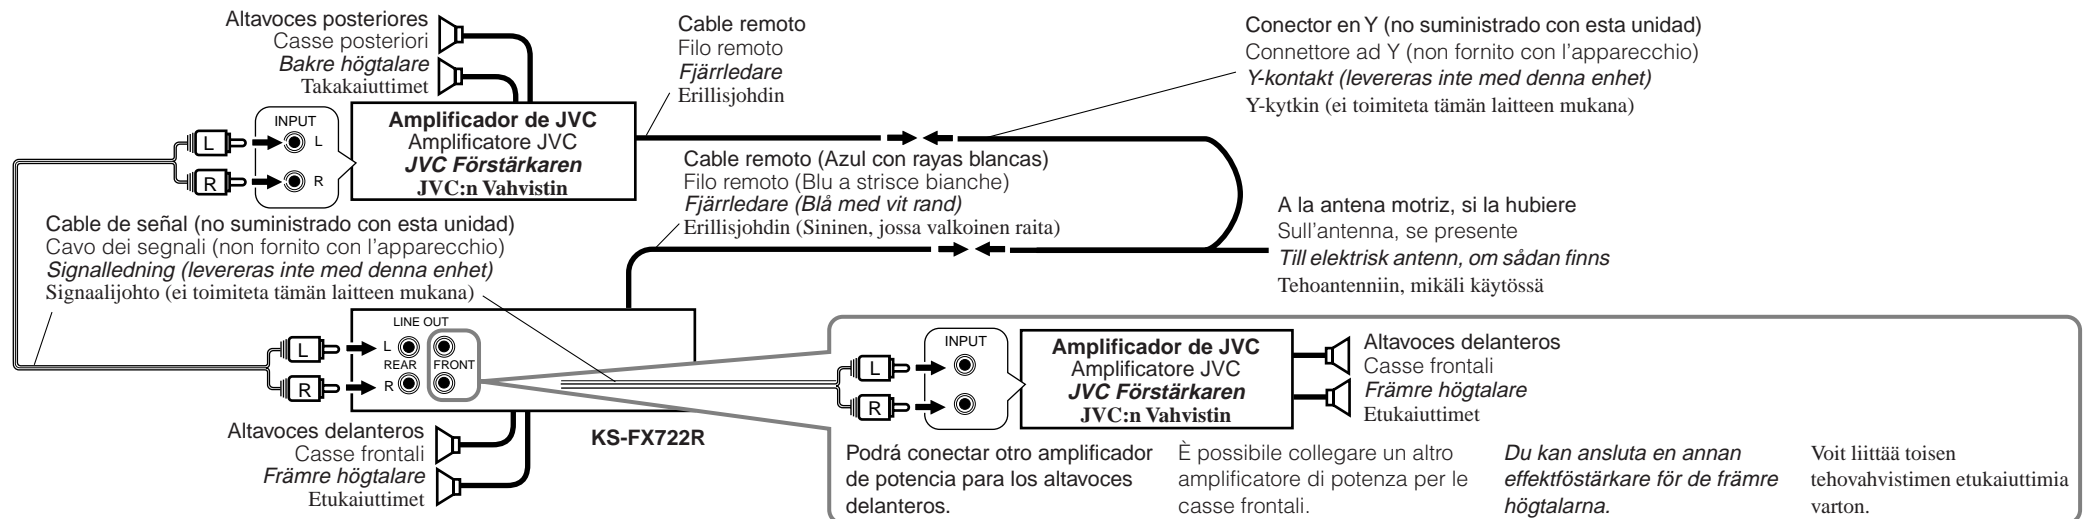 Altavoces posteriores
Casse posteriori
Bakre högtalare
Takakaiuttimet
Cable remoto
Filo remoto
Fjärrledare
Erillisjohdin
Conector en Y (no suministrado con esta unidad)
Connettore ad Y (non fornito con l'apparecchio)
Y-kontakt (levereras inte med denna enhet)
Y-kytkin (ei toimiteta tämän laitteen mukana)
INPUT
L
L
R
R
Amplificador de JVC
Amplificatore JVC
JVC Förstärkaren
JVC:n Vahvistin
Cable remoto (Azul con rayas blancas)
Filo remoto (Blu a strisce bianche)
Fjärrledare (Blå med vit rand)
Erillisjohdin (Sininen, jossa valkoinen raita)
A la antena motriz, si la hubiere
Sull'antenna, se presente
Till elektrisk antenn, om sådan finns
Tehoantenniin, mikäli käytössä
Cable de señal (no suministrado con esta unidad)
Cavo dei segnali (non fornito con l'apparecchio)
Signalledning (levereras inte med denna enhet)
Signaalijohto (ei toimiteta tämän laitteen mukana)
LINE OUT
L
L
REAR
FRONT
R
R
KS-FX722R
Altavoces delanteros
Casse frontali
Främre högtalare
Etukaiuttimet
INPUT
L
R
Amplificador de JVC
Amplificatore JVC
JVC Förstärkaren
JVC:n Vahvistin
Altavoces delanteros
Casse frontali
Främre högtalare
Etukaiuttimet
Podrá conectar otro amplificador
de potencia para los altavoces
delanteros.
È possibile collegare un altro
amplificatore di potenza per le
casse frontali.
Du kan ansluta en annan
effektföstärkare för de främre
högtalarna.
Voit liittää toisen
tehovahvistimen etukaiuttimia
varton.